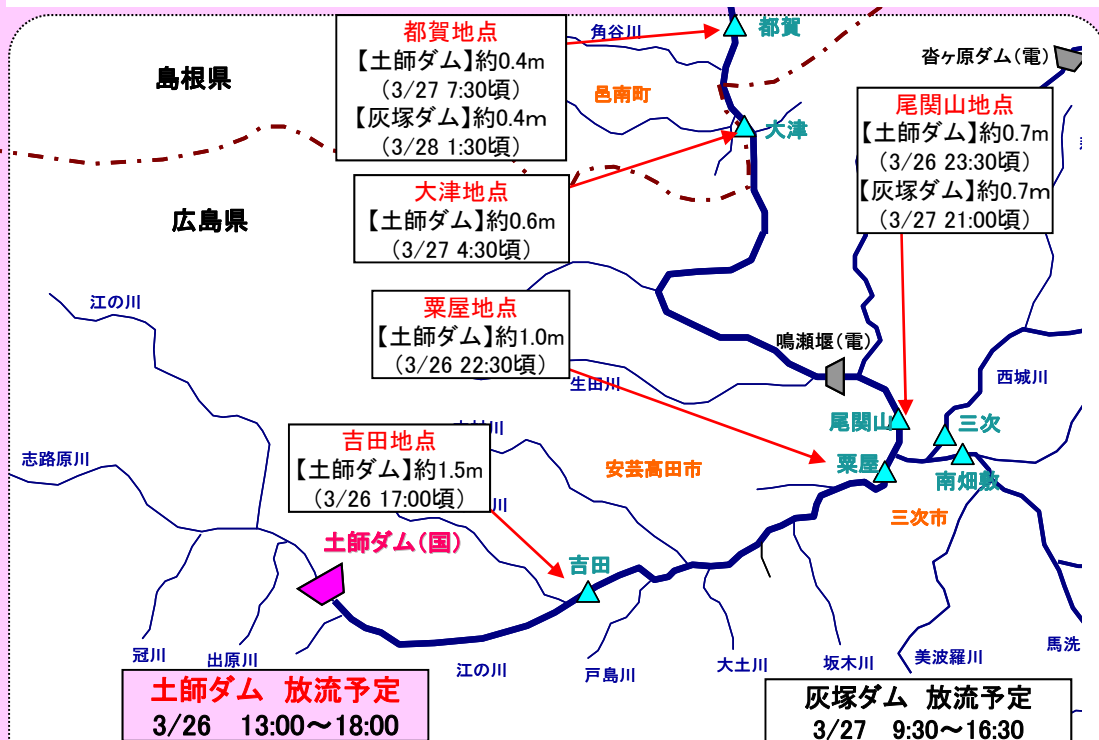 都賀地点
【土師ダム】約0.4m
(3/27 7:30頃)
【灰塚ダム】約0.4m
(3/28 1:30頃)
角谷川
都賀
沓ヶ原ダム(電)
島根県
邑南町
大津
尾関山地点
【土師ダム】約0.7m
(3/26 23:30頃)
【灰塚ダム】約0.7m
(3/27 21:00頃)
大津地点
【土師ダム】約0.6m
(3/27 4:30頃)
広島県
江の川
粟屋地点
【土師ダム】約1.0m
(3/26 22:30頃)
鳴瀬堰(電)
生田川
西城川
尾関山
三次
吉田地点
【土師ダム】約1.5m
(3/26 17:00頃)
志路原川
安芸高田市
粟屋
南畑敷
三次市
土師ダム(国)
吉田
冠川
出原川
江の川
戸島川
大土川
坂木川
美波羅川
馬洗
土師ダム 放流予定
3/26 13:00～18:00
灰塚ダム 放流予定
3/27 9:30～16:30